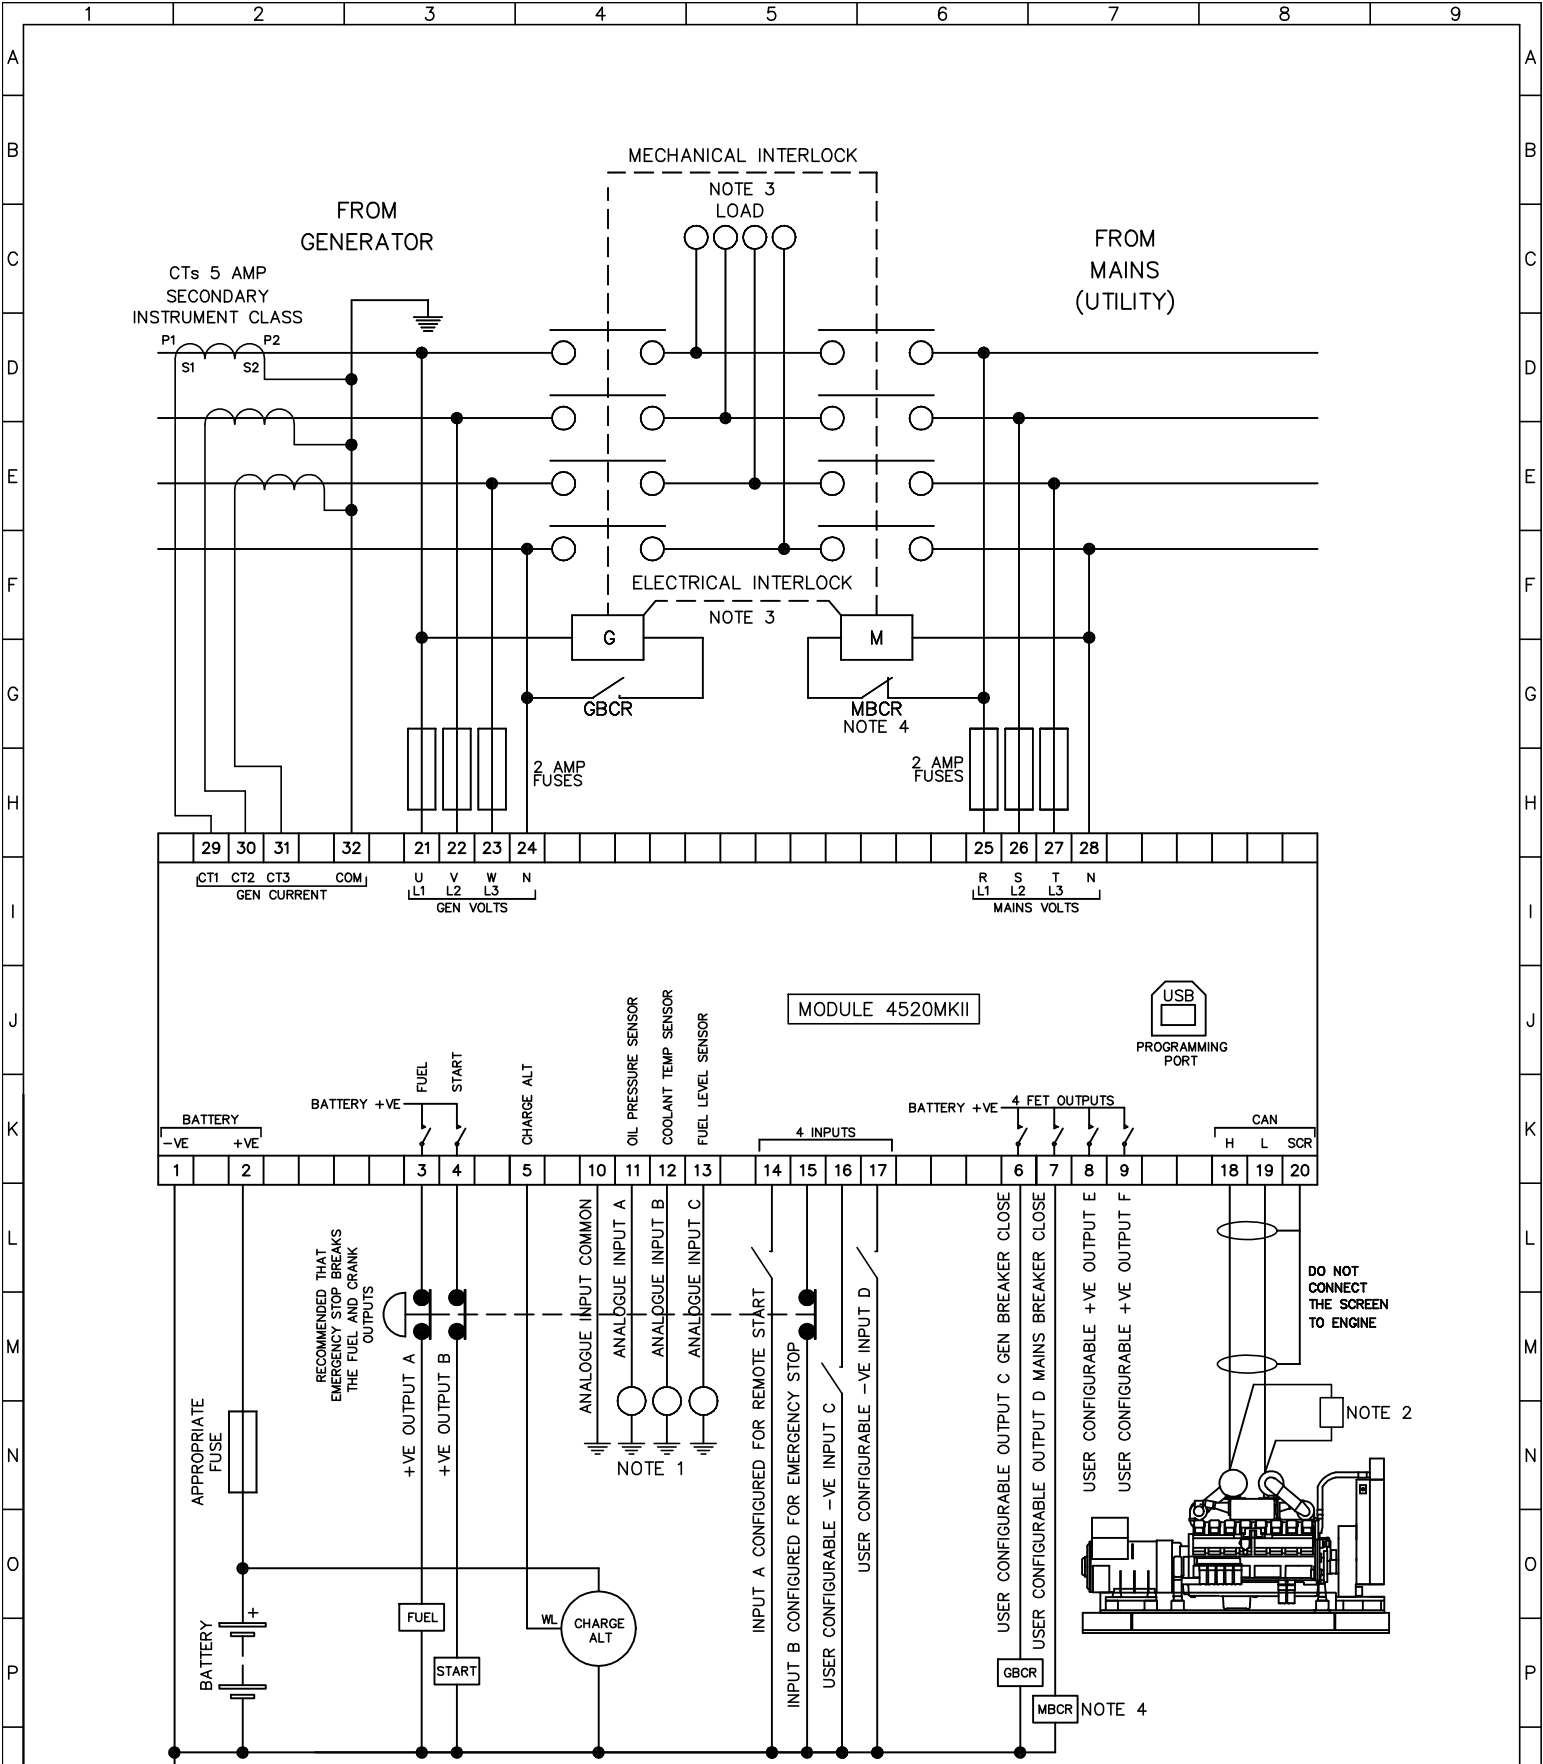 1 2 3 4 5 6 7 8 9
A A
B B
C C
D D
E E
F F
G G
H H
I I
J J
K K
L L
M M
N N
O O
P P
MECHANICAL INTERLOCK
NOTE 3
LOAD
FROM
GENERATOR
FROM
MAINS
(UTILITY)
CTs 5 AMP
SECONDARY
INSTRUMENT CLASS
P1 P2
S1 S2
ELECTRICAL INTERLOCK
NOTE 3
G
M
GBCR
MBCR
NOTE 4
2 AMP
FUSES
2 AMP
FUSES
29 30 31 32 21 22 23 24 25 26 27 28
CT1 CT2 CT3 COM
GEN CURRENT
U V W N
L1 L2 L3
GEN VOLTS
R S T N
L1 L2 L3
MAINS VOLTS
MODULE 4520MKII
USB
PROGRAMMING
PORT
BATTERY
-VE +VE
BATTERY +VE
FUEL
START
CHARGE ALT
OIL PRESSURE SENSOR
COOLANT TEMP SENSOR
FUEL LEVEL SENSOR
4 INPUTS
BATTERY +VE
4 FET OUTPUTS
CAN
H L SCR
1 2 3 4 5 10 11 12 13 14 15 16 17 6 7 8 9 18 19 20
RECOMMENDED THAT
EMERGENCY STOP BREAKS
THE FUEL AND CRANK
OUTPUTS
+VE OUTPUT A
+VE OUTPUT B
ANALOGUE INPUT COMMON
ANALOGUE INPUT A
ANALOGUE INPUT B
ANALOGUE INPUT C
NOTE 1
INPUT A CONFIGURED FOR REMOTE START
INPUT B CONFIGURED FOR EMERGENCY STOP
USER CONFIGURABLE -VE INPUT C
USER CONFIGURABLE -VE INPUT D
USER CONFIGURABLE OUTPUT C GEN BREAKER CLOSE
USER CONFIGURABLE OUTPUT D MAINS BREAKER CLOSE
USER CONFIGURABLE +VE OUTPUT E
USER CONFIGURABLE +VE OUTPUT F
DO NOT
CONNECT
THE SCREEN
TO ENGINE
NOTE 2
APPROPRIATE
FUSE
BATTERY
+
FUEL
START
WL
CHARGE
ALT
GBCR
MBCR
NOTE 4